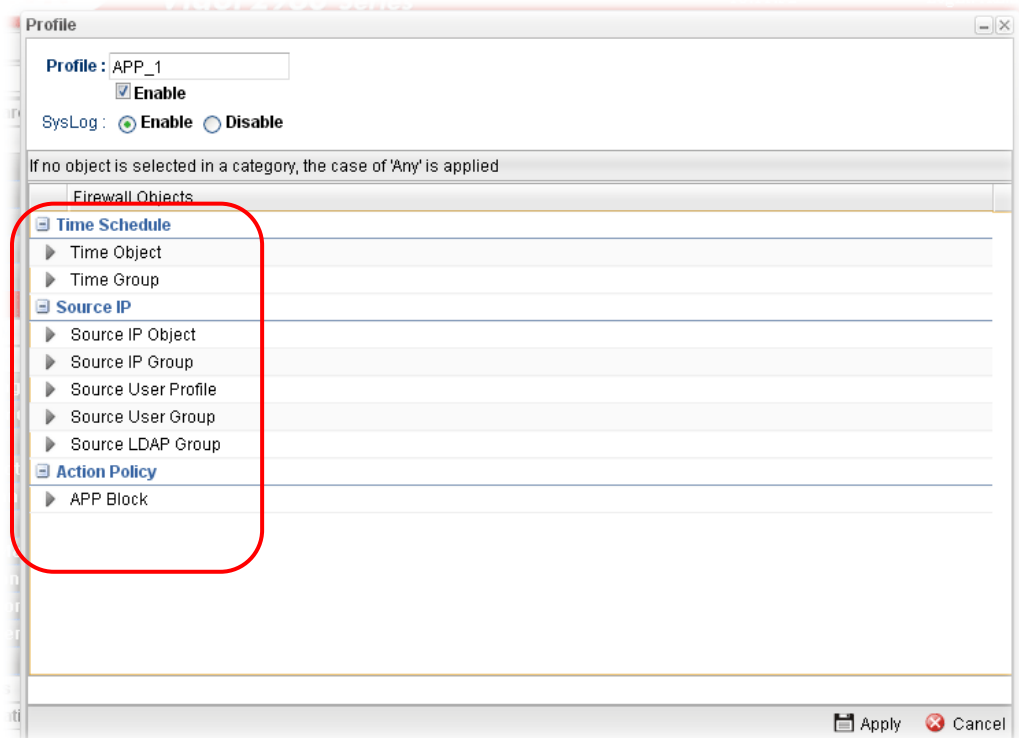 Profile
Profile : APP_1
Enable
SysLog : Enable Disable
If no object is selected in a category, the case of 'Any' is applied
Firewall Objects
Time Schedule
Time Object
Time Group
Source IP
Source IP Object
Source IP Group
Source User Profile
Source User Group
Source LDAP Group
Action Policy
APP Block
Apply Cancel